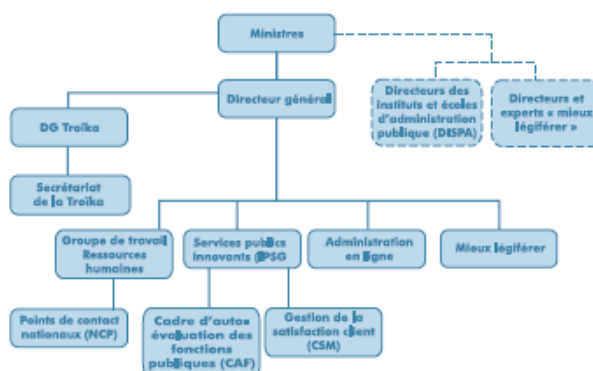 Ministres
Directeur général
Directeurs des
instituts et écoles
d'administration
publique (DISPA)
Directeurs et
experts « mieux
légiférer »
DG Troïka
Secrétariat
de la Troïka
Groupe de travail
Ressources
humaines
Services publics
innovants (IPSG
Administration
en ligne
Mieux légiférer
Points de contact
nationaux (NCP)
Cadre d'auto-
évaluation des
fonctions
publiques (CAF)
Gestion de la
satisfaction client
(CSM)